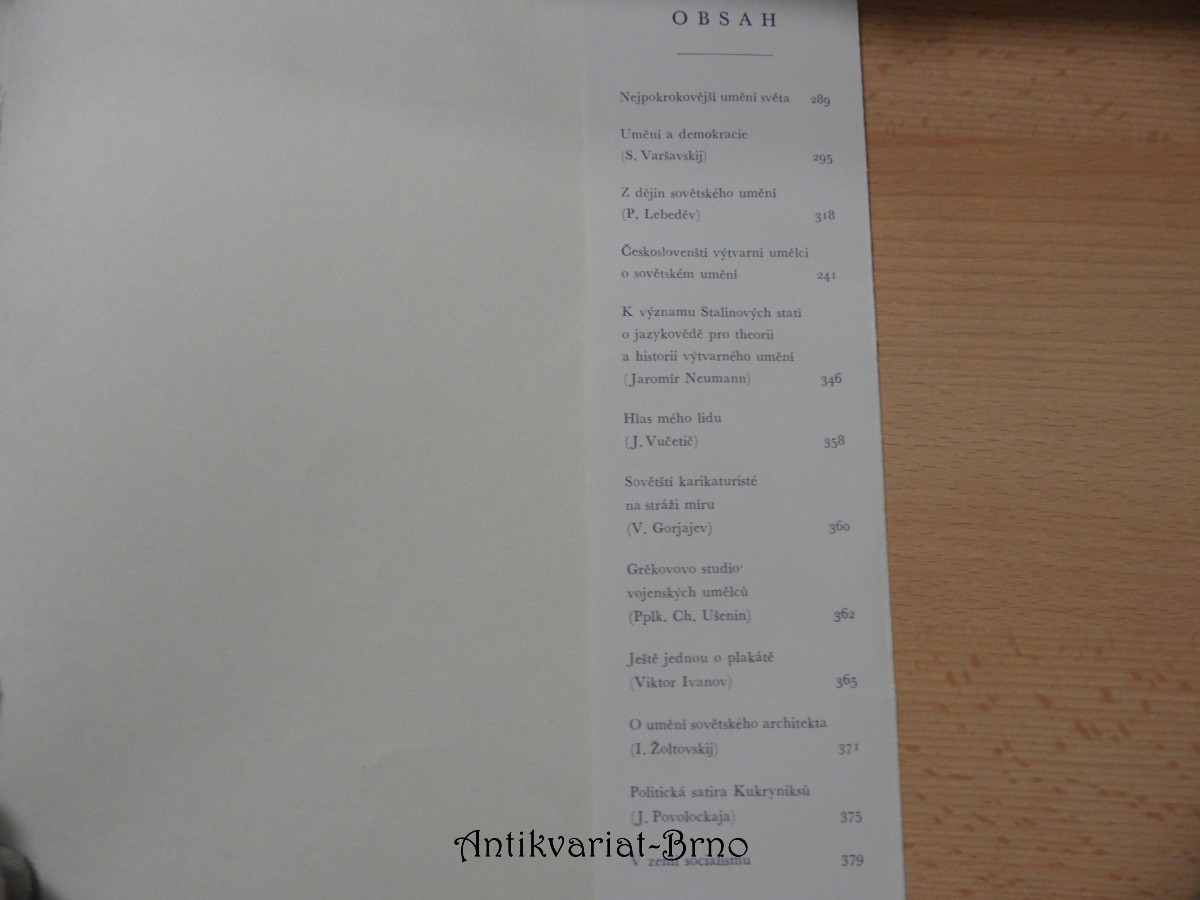 OBSAH
Nejpokrokovější umění světa 289
Umění a demokracie
(S. Varšavskij) 295
Z dějin sovětského umění
(P. Lebeděv) 318
Českoslovenští výtvarní umělci
o sovětském umění 241
K významu Stalinových statí
o jazykovědě pro theorii
a historii výtvarného umění
(Jaromír Neumann) 346
Hlas mého lidu
(J. Vučetič) 358
Sovětští karikaturisté
na stráži míru
(V. Gorjajev) 360
Grěkovovo studio
vojenských umělců
(Pplk. Ch. Ušenin) 362
Ještě jednou o plakátě
(Viktor Ivanov) 365
O umění sovětského architekta
(I. Žoltovskij) 371
Politická satira Kukryniksů
(J. Povolockaja) 375
Antikvariat-Brno
V zemi socialismu 379